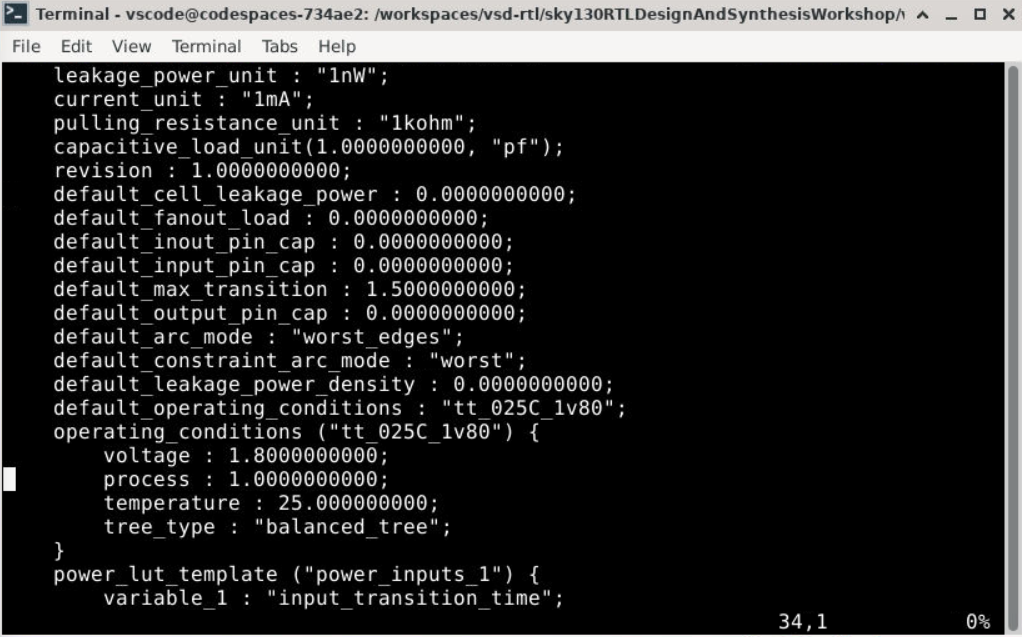 Terminal - vscode@codespaces-734ae2: /workspaces/vsd-rtl/sky130RTLDesignAndSynthesisWorkshop/
File Edit View Terminal Tabs Help
leakage_power_unit : "1nW";
current_unit : "1mA";
pulling_resistance_unit : "1kohm";
capacitive_load_unit(1.0000000000, "pf");
revision : 1.0000000000;
default_cell_leakage_power : 0.0000000000;
default_fanout_load : 0.0000000000;
default_inout_pin_cap : 0.0000000000;
default_input_pin_cap : 0.0000000000;
default_max_transition : 1.5000000000;
default_output_pin_cap : 0.0000000000;
default_arc_mode : "worst_edges";
default_constraint_arc_mode : "worst";
default_leakage_power_density : 0.0000000000;
default_operating_conditions : "tt_025C_1v80";
operating_conditions ("tt_025C_1v80") {
voltage : 1.8000000000;
process : 1.0000000000;
temperature : 25.000000000;
tree_type : "balanced_tree";
}
power_lut_template ("power_inputs_1") {
variable_1 : "input_transition_time";
34,1 0%